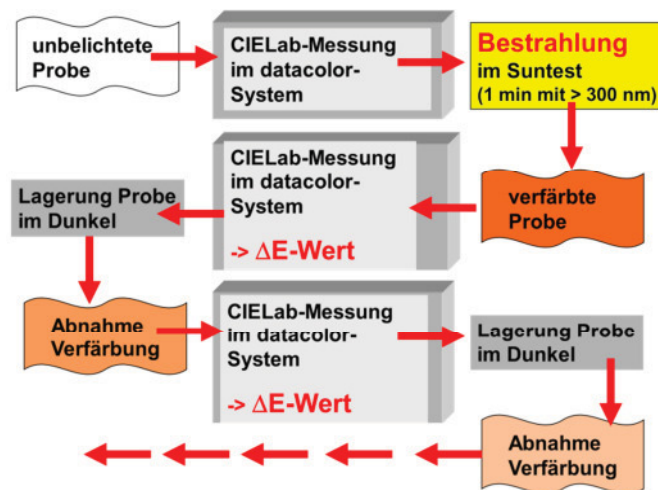 unbelichtete
Probe
CIELab-Messung
im datacolor-
System
Bestrahlung
im Suntest
(1 min mit > 300 nm)
verfärbte
Probe
CIELab-Messung
im datacolor-
System
-> ΔE-Wert
Lagerung Probe
im Dunkel
Abnahme
Verfärbung
CIELab-Messung
im datacolor-
System
-> ΔE-Wert
Lagerung Probe
im Dunkel
Abnahme
Verfärbung